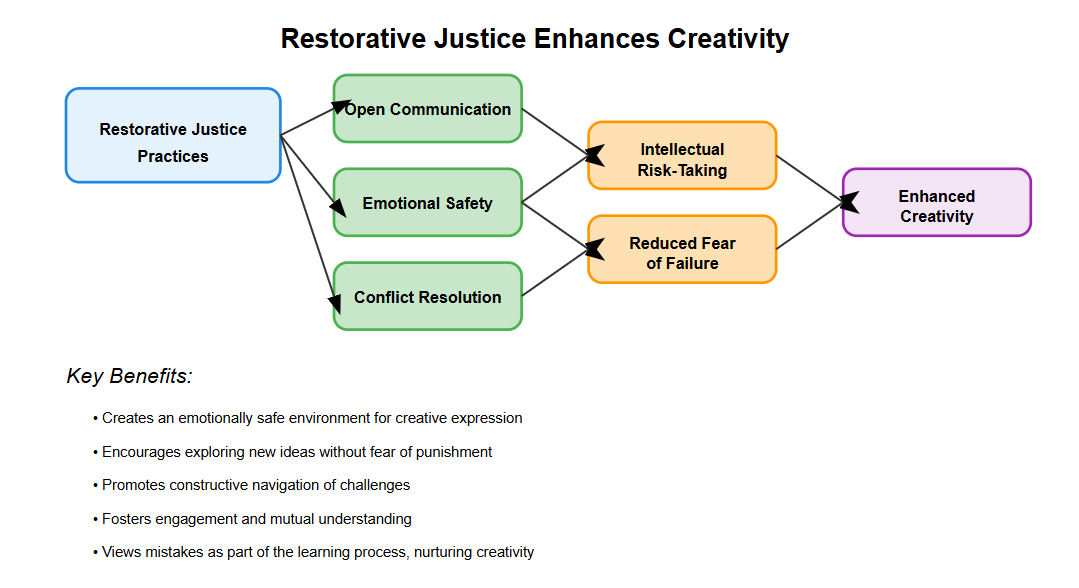 Restorative Justice Enhances Creativity
Restorative Justice
Practices
Open Communication
Emotional Safety
Conflict Resolution
Intellectual
Risk-Taking
Reduced Fear
of Failure
Enhanced
Creativity
Key Benefits:
• Creates an emotionally safe environment for creative expression
• Encourages exploring new ideas without fear of punishment
• Promotes constructive navigation of challenges
• Fosters engagement and mutual understanding
• Views mistakes as part of the learning process, nurturing creativity